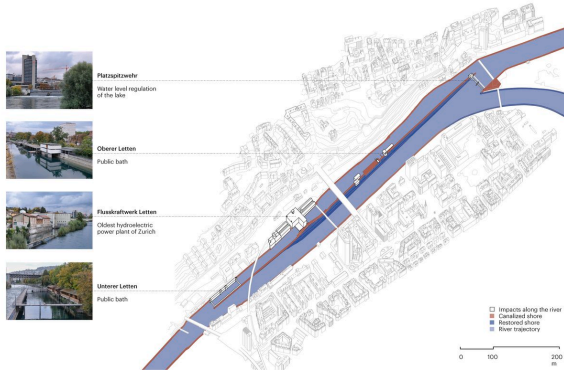 Platzspitzwehr
Water level regulation
of the lake
Oberer Letten
Public bath
Flusskraftwerk Letten
Oldest hydroelectric
power plant of Zurich
Unterer Letten
Public bath
Impacts along the river
Canalized shore
Restored shore
River trajectory
0 100 200
m